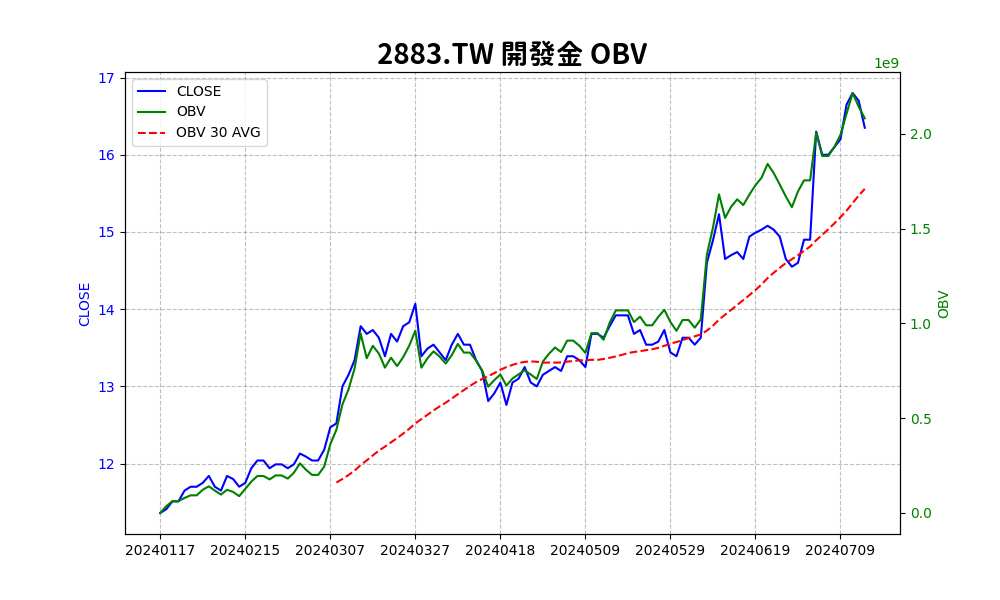 2883.TW 開發金 OBV
1e9
CLOSE
OBV
OBV 30 AVG
17
16
15
14
13
12
CLOSE
2.0
1.5
1.0
0.5
0.0
OBV
20240117 20240215 20240307 20240327 20240418 20240509 20240529 20240619 20240709